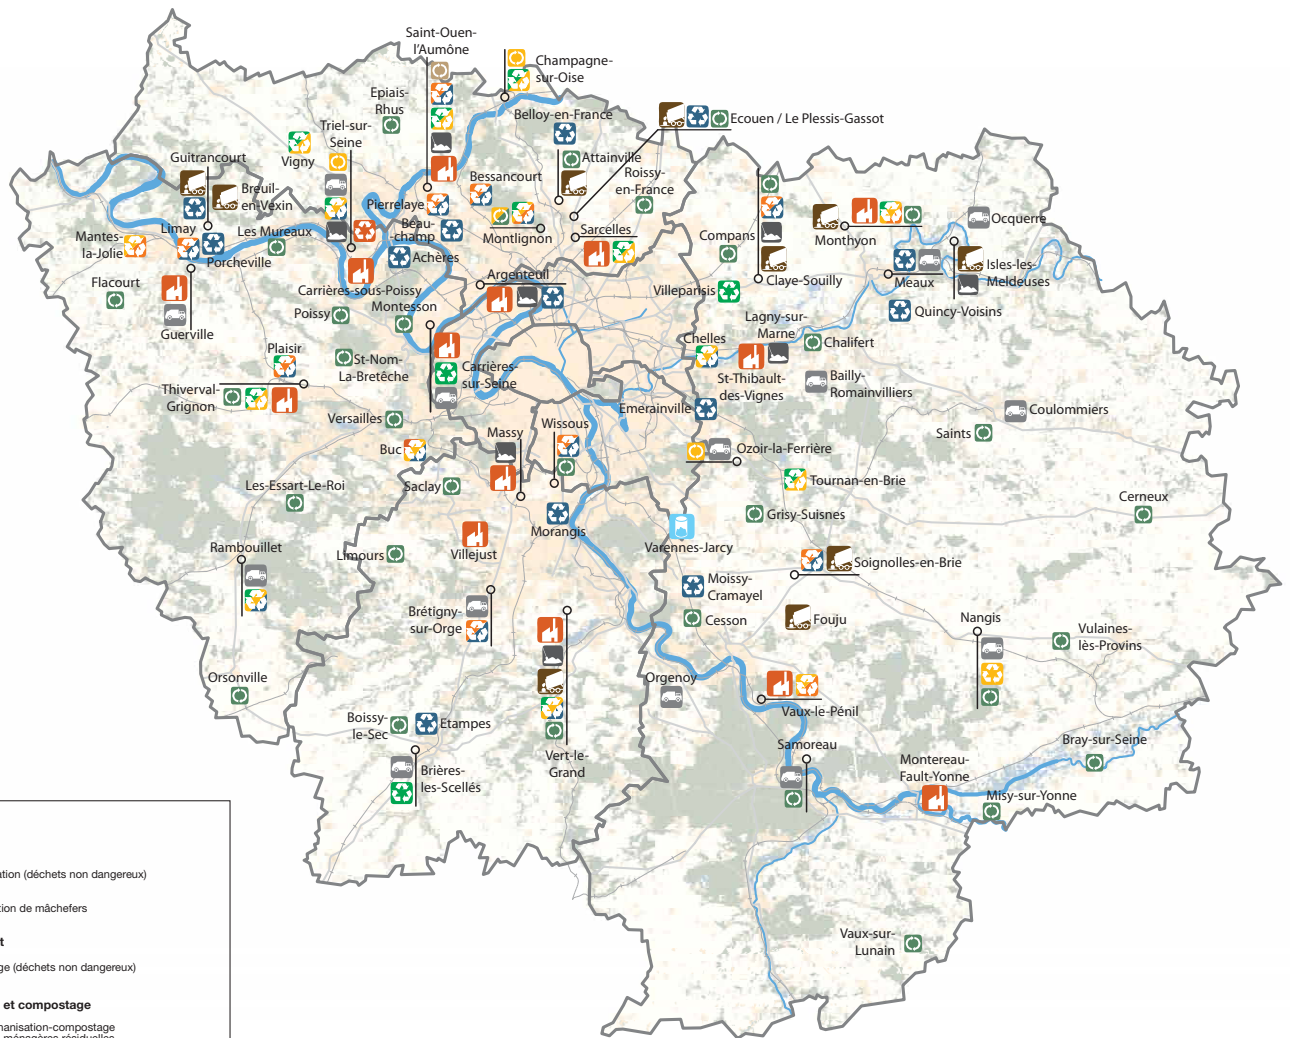 Saint-Ouen-
l'Aumône
Champagne-
sur-Oise
Epiais-
Rhus
Belloy-en-France
Ecouen / Le Plessis-Gassot
Triel-sur-
Seine
Vigny
Guitrancourt
Attainville
Roissy-
en-France
Bessancourt
Breuil-
en-Vexin
Pierrelaye
Ocquerre
Limay
Les Mureaux
Beau-
-champ
Montlignon
Sarcelles
Compans
Monthyon
Mantes-
la-Jolie
Porcheville
Achères
Isles-les-
Meldeuses
Flacourt
Carrières-sous-Poissy
Argenteuil
Claye-Souilly
Meaux
Villeparisis
Poissy
Montesson
Quincy-Voisins
Guerville
Lagny-sur-
Marne
Chelles
Chalifert
Plaisir
St-Nom-
La-Bretêche
Carrières-
sur-Seine
St-Thibault-
des-Vignes
Bailly-
Romainvilliers
Thiverval-
Grignon
Emerainville
Coulommiers
Versailles
Massy
Wissous
Saints
Buc
Ozoir-la-Ferrière
Les-Essart-Le-Roi
Saclay
Tournan-en-Brie
Cerneux
Grisy-Suisnes
Morangis
Rambouillet
Limours
Villejust
Varennes-Jarcy
Soignolles-en-Brie
Moissy-
Cramayel
Brétigny-
sur-Orge
Cesson
Fouju
Nangis
Vulaines-
lès-Provins
Orsonville
Orgenoy
Vaux-le-Pénil
Boissy-
le-Sec
Etampes
Vert-le-
Grand
Samoreau
Bray-sur-Seine
Brières-
les-Scellés
Montereau-
Fault-Yonne
Misy-sur-Yonne
Vaux-sur-
Lunain
ation (déchets non dangereux)
tion de mâchefers
t
ge (déchets non dangereux)
et compostage
hanisation-compostage
ménagères résiduelles